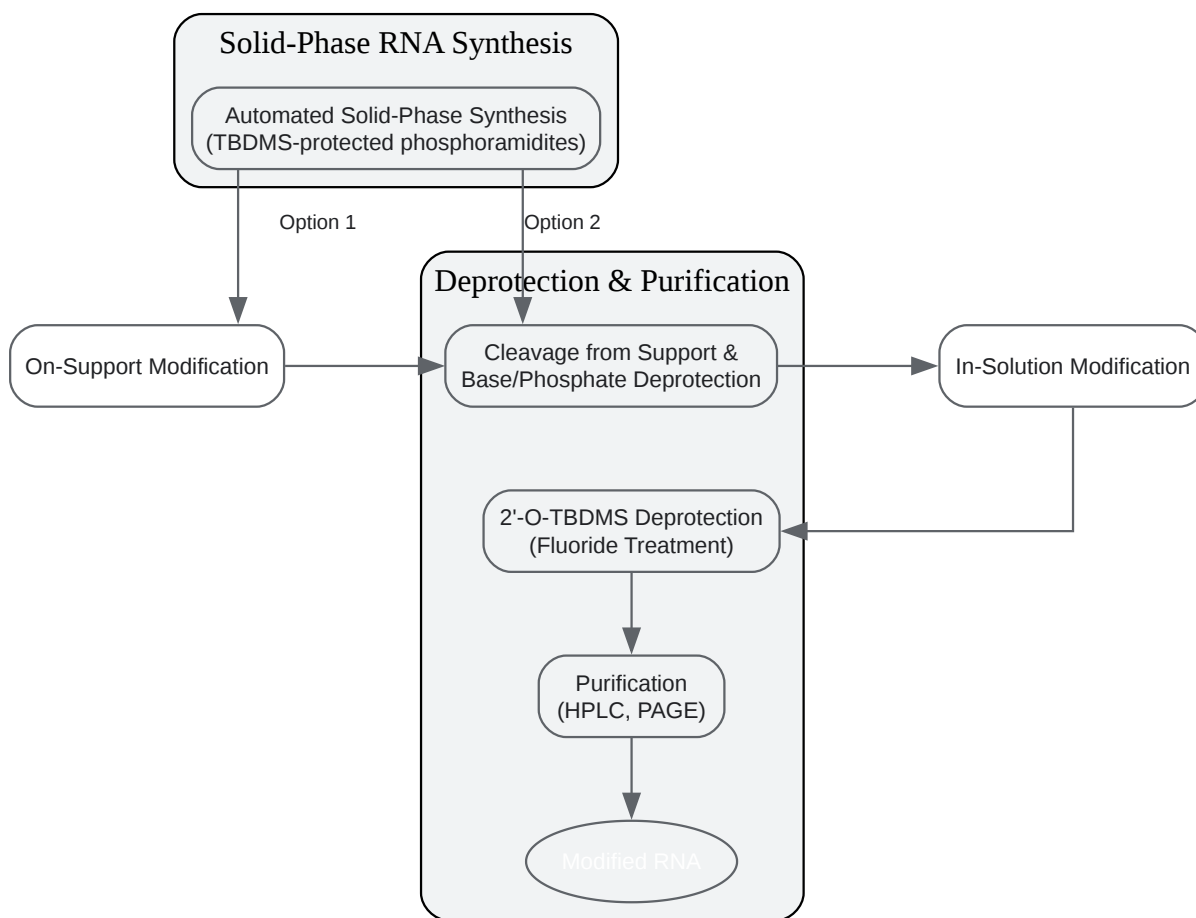 Solid-Phase RNA Synthesis
Automated Solid-Phase Synthesis
(TBDMS-protected phosphoramidites)
Option 1
Option 2
Deprotection & Purification
On-Support Modification
Cleavage from Support &
Base/Phosphate Deprotection
In-Solution Modification
2'-O-TBDMS Deprotection
(Fluoride Treatment)
Purification
(HPLC, PAGE)
Modified RNA